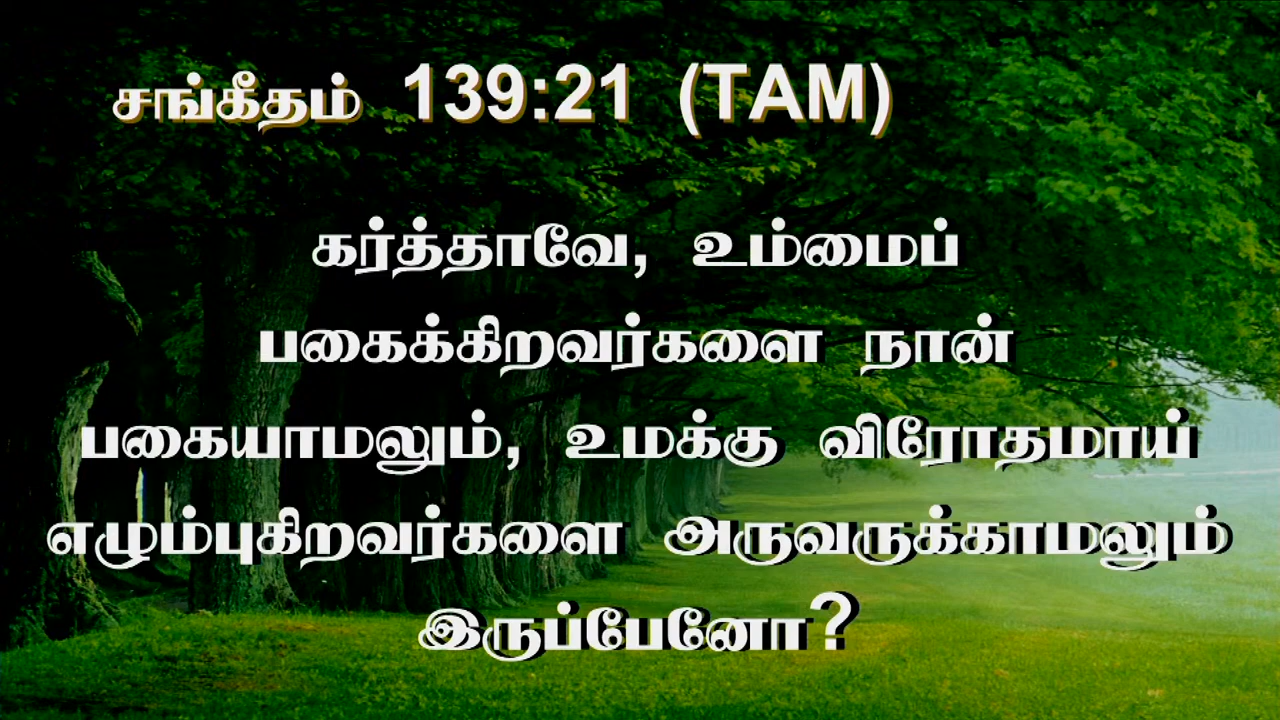 சங்கீதம் 139:21 (TAM)
கர்த்தாவே, உம்மைப்
பகைக்கிறவர்களை நான்
பகையாமலும், உமக்கு விரோதமாய்
எழும்புகிறவர்களை அருவருக்காமலும்
இருப்பேனோ?